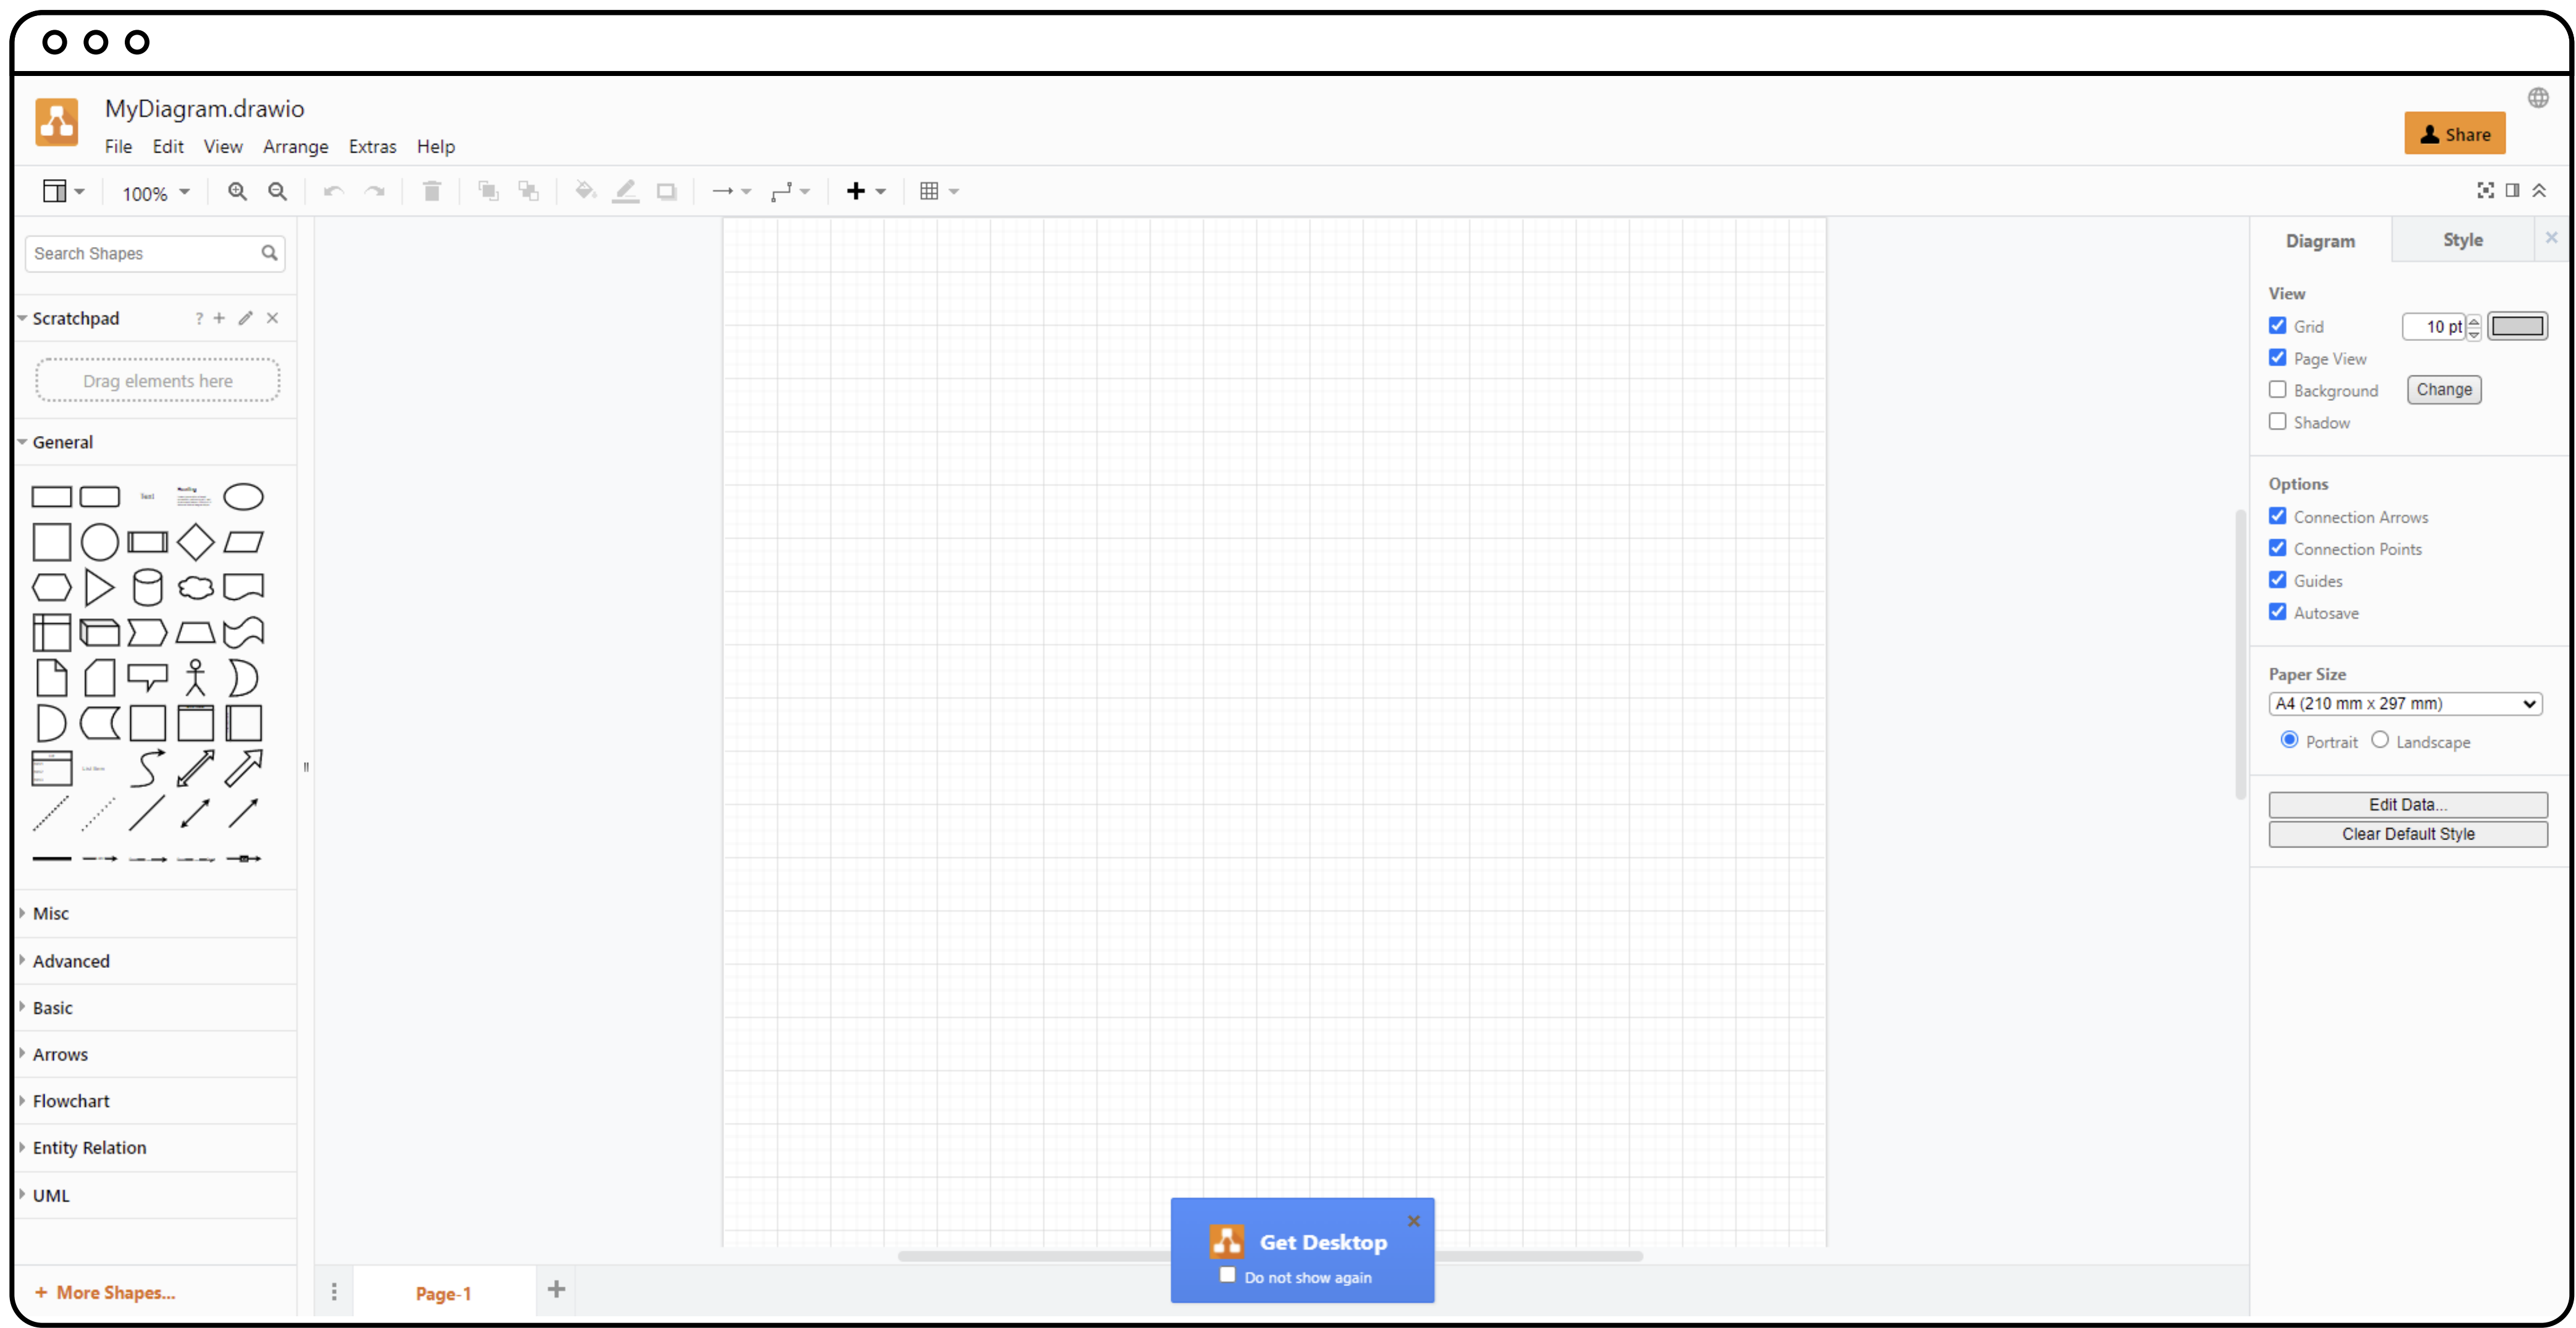 MyDiagram.drawio
File Edit View Arrange Extras Help
Share
100%
Search Shapes
Scratchpad ?
Drag elements here
General
Text
Heading
Misc
Advanced
Basic
Arrows
Flowchart
Entity Relation
UML
+ More Shapes...
Page-1
Get Desktop
Do not show again
Diagram Style
View
Grid 10 pt
Page View
Background Change
Shadow
Options
Connection Arrows
Connection Points
Guides
Autosave
Paper Size
A4 (210 mm x 297 mm)
Portrait Landscape
Edit Data...
Clear Default Style